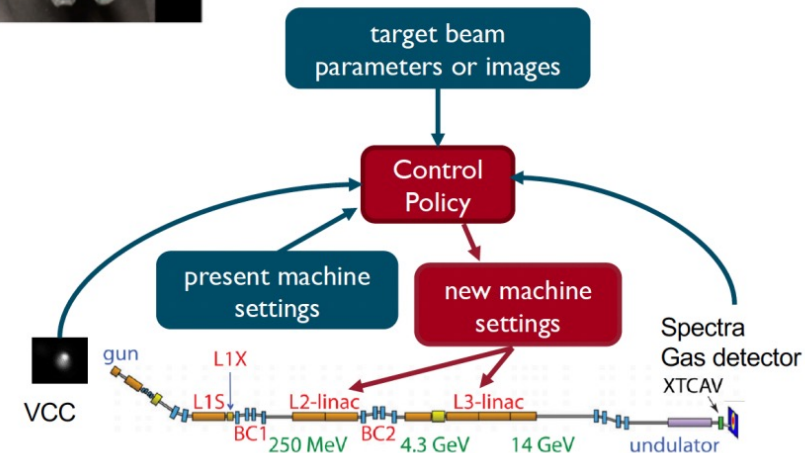 target beam
parameters or images
Control
Policy
present machine
settings
new machine
settings
Spectra
Gas detector
XTCAV
gun
L1X
VCC
L1S
BC1
L2-linac
250 MeV
BC2
L3-linac
4.3 GeV
14 GeV
undulator